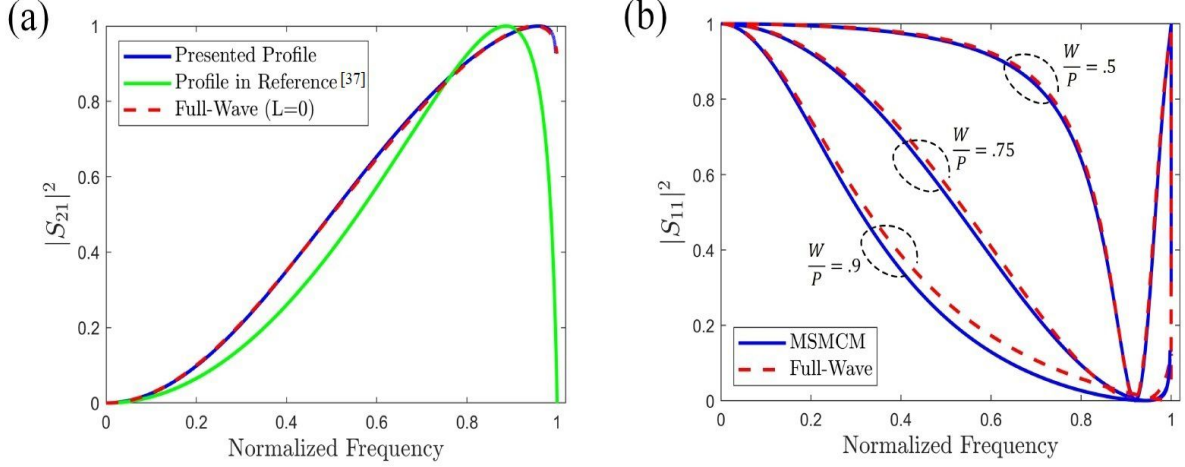 (a)
|S21|²
1
0.8
0.6
0.4
0.2
0
Presented Profile
Profile in Reference[37]
Full-Wave (L=0)
0 0.2 0.4 0.6 0.8 1
Normalized Frequency
(b)
|S11|²
1
0.8
0.6
0.4
0.2
0
W/P = .5
W/P = .75
W/P = .9
MSMCM
Full-Wave
0 0.2 0.4 0.6 0.8 1
Normalized Frequency